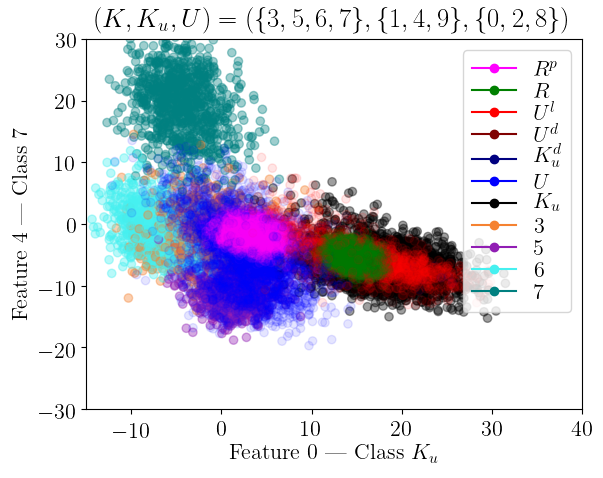 (K, K_u, U) = ({3, 5, 6, 7}, {1, 4, 9}, {0, 2, 8})
30
20
10
0
−10
−20
−30
Feature 4 — Class 7
R^p
R
U^l
U^d
K_u^d
U
K_u
3
5
6
7
−10
0
10
20
30
40
Feature 0 — Class K_u